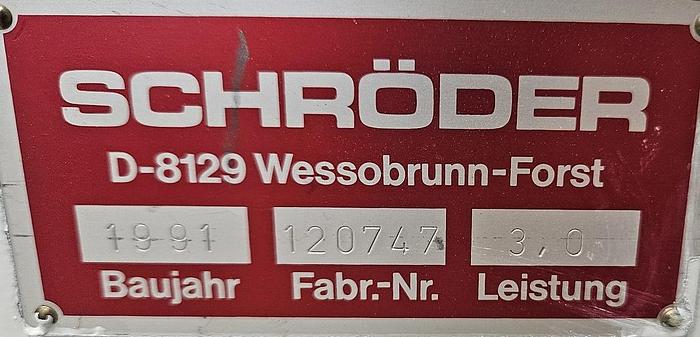 SCHRÖDER
D-8129 Wessobrunn-Forst
1991 120747 3,0
Baujahr Fabr.-Nr. Leistung